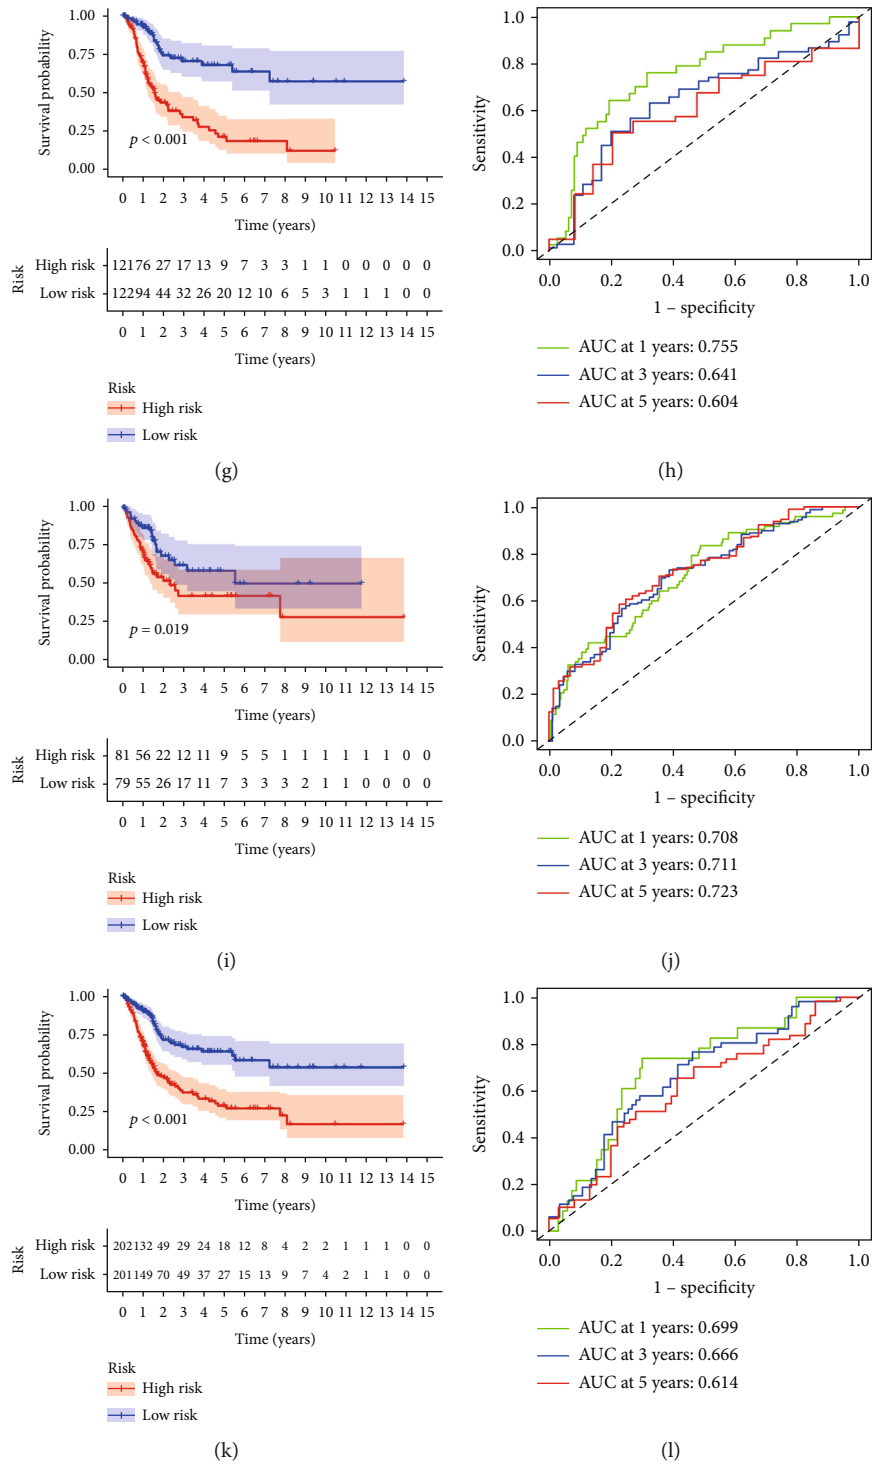 1.00
0.75
0.50
0.25
0.00
Survival probability
p < 0.001
0 1 2 3 4 5 6 7 8 9 10 11 12 13 14 15
Time (years)
Risk
High risk 121 76 27 17 13 9 7 3 3 1 1 0 0 0 0 0
Low risk 122 94 44 32 26 20 12 10 6 5 3 1 1 1 0 0
0 1 2 3 4 5 6 7 8 9 10 11 12 13 14 15
Time (years)
Risk
High risk
Low risk
(g)
1.0
0.8
0.6
0.4
0.2
0.0
Sensitivity
0.0 0.2 0.4 0.6 0.8 1.0
1 – specificity
AUC at 1 years: 0.755
AUC at 3 years: 0.641
AUC at 5 years: 0.604
(h)
1.00
0.75
0.50
0.25
0.00
Survival probability
p = 0.019
0 1 2 3 4 5 6 7 8 9 10 11 12 13 14 15
Time (years)
Risk
High risk 81 56 22 12 11 9 5 5 1 1 1 1 1 1 0 0
Low risk 79 55 26 17 11 7 3 3 3 2 1 1 0 0 0 0
0 1 2 3 4 5 6 7 8 9 10 11 12 13 14 15
Time (years)
Risk
High risk
Low risk
(i)
1.0
0.8
0.6
0.4
0.2
0.0
Sensitivity
0.0 0.2 0.4 0.6 0.8 1.0
1 – specificity
AUC at 1 years: 0.708
AUC at 3 years: 0.711
AUC at 5 years: 0.723
(j)
1.00
0.75
0.50
0.25
0.00
Survival probability
p < 0.001
0 1 2 3 4 5 6 7 8 9 10 11 12 13 14 15
Time (years)
Risk
High risk 202 132 49 29 24 18 12 8 4 2 2 1 1 1 0 0
Low risk 201 149 70 49 37 27 15 13 9 7 4 2 1 1 0 0
0 1 2 3 4 5 6 7 8 9 10 11 12 13 14 15
Time (years)
Risk
High risk
Low risk
(k)
1.0
0.8
0.6
0.4
0.2
0.0
Sensitivity
0.0 0.2 0.4 0.6 0.8 1.0
1 – specificity
AUC at 1 years: 0.699
AUC at 3 years: 0.666
AUC at 5 years: 0.614
(l)